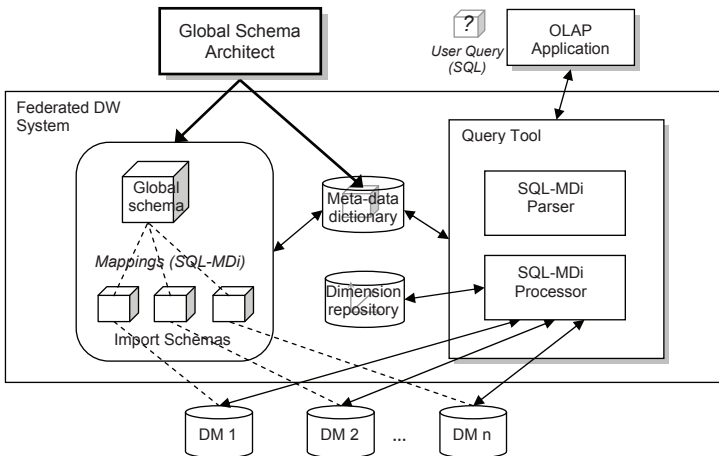 Global Schema
Architect
?
User Query
(SQL)
OLAP
Application
Federated DW
System
Query Tool
Global
schema
Meta-data
dictionary
SQL-MDi
Parser
Mappings (SQL-MDi)
Dimension
repository
SQL-MDi
Processor
Import Schemas
DM 1
DM 2
...
DM n